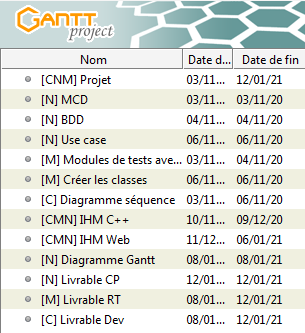 GANTT
project
Nom Date d... Date de fin
[CNM] Projet 03/11... 12/01/21
[N] MCD 03/11... 03/11/20
[N] BDD 04/11... 04/11/20
[N] Use case 06/11... 06/11/20
[M] Modules de tests ave... 03/11... 04/11/20
[M] Créer les classes 06/11... 06/11/20
[C] Diagramme séquence 03/11... 03/11/20
[CMN] IHM C++ 10/11... 09/12/20
[CMN] IHM Web 11/12... 06/01/21
[N] Diagramme Gantt 08/01... 08/01/21
[N] Livrable CP 12/01... 12/01/21
[M] Livrable RT 08/01... 08/01/21
[C] Livrable Dev 08/01... 08/01/21